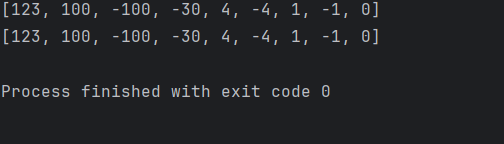 [123, 100, -100, -30, 4, -4, 1, -1, 0]
[123, 100, -100, -30, 4, -4, 1, -1, 0]
Process finished with exit code 0